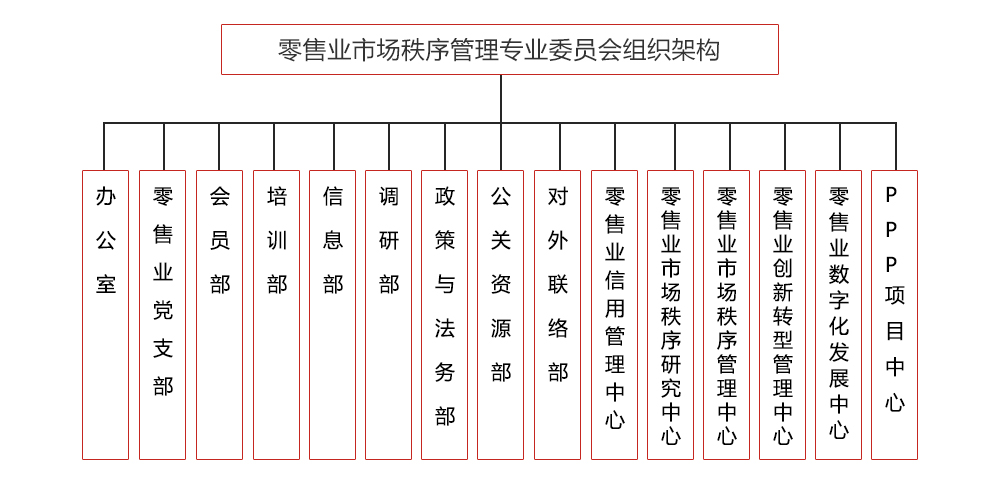 零售业市场秩序管理专业委员会组织架构
办公室
零售业党支部
会员部
培训部
信息部
调研部
政策与法务部
公关资源部
对外联络部
零售业信用管理中心
零售业市场秩序研究中心
零售业市场秩序管理中心
零售业创新转型管理中心
零售业数字化发展中心
PPP项目中心